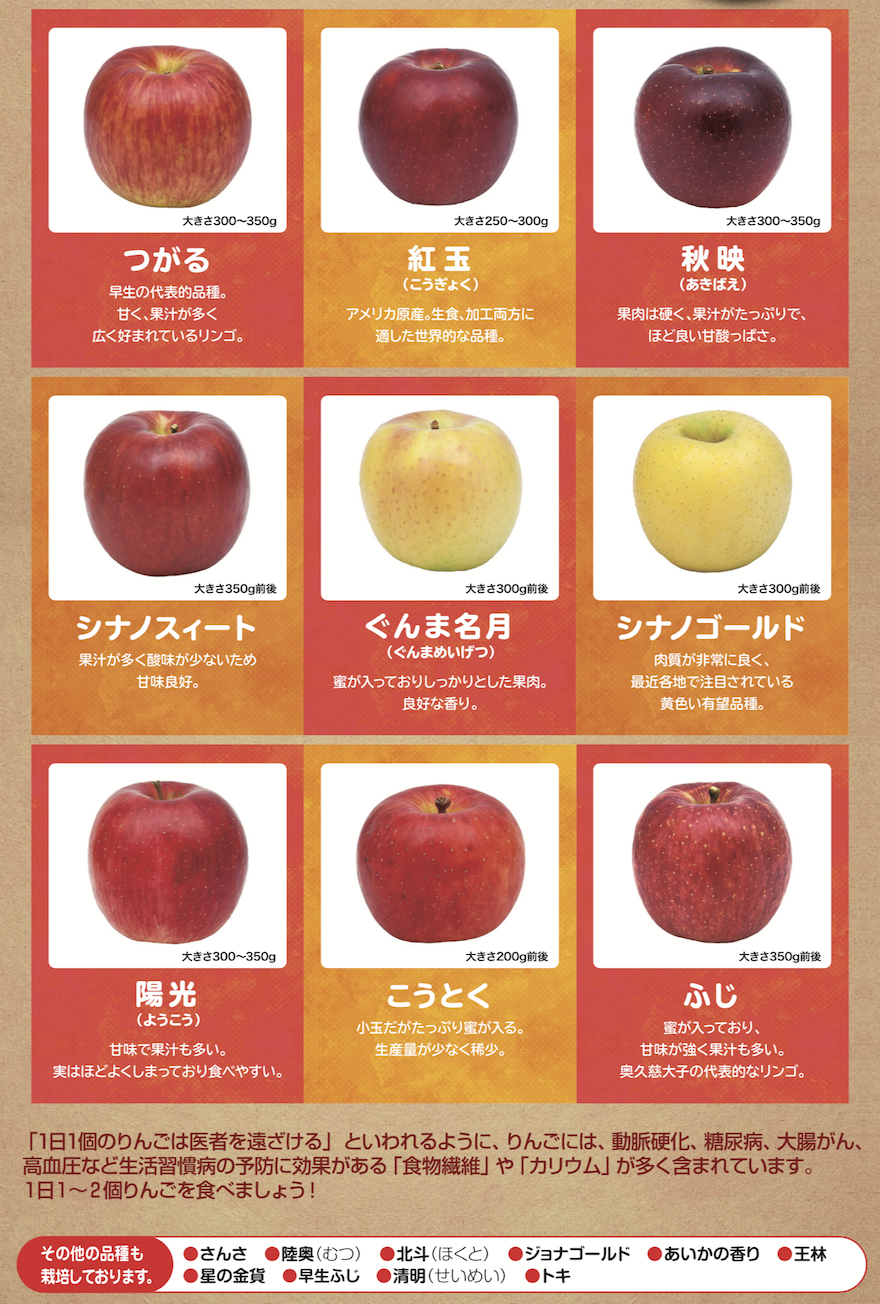 大きさ300〜350g
つがる
早生の代表的品種。
甘く、果汁が多く
広く好まれているリンゴ。
大きさ250〜300g
紅玉
（こうぎょく）
アメリカ原産。生食、加工両方に
適した世界的な品種。
大きさ300〜350g
秋映
（あきばえ）
果肉は硬く、果汁がたっぷりで、
ほど良い甘酸っぱさ。
大きさ350g前後
シナノスィート
果汁が多く酸味が少ないため
甘味良好。
大きさ300g前後
ぐんま名月
（ぐんまめいげつ）
蜜が入っておりしっかりとした果肉。
良好な香り。
大きさ300g前後
シナノゴールド
肉質が非常に良く、
最近各地で注目されている
黄色い有望品種。
大きさ300〜350g
陽光
（ようこう）
甘味で果汁も多い。
実はほどよくしまっており食べやすい。
大きさ200g前後
こうとく
小玉だがたっぷり蜜が入る。
生産量が少なく稀少。
大きさ350g前後
ふじ
蜜が入っており、
甘味が強く果汁も多い。
奥久慈大子の代表的なリンゴ。
「1日1個のりんごは医者を遠ざける」といわれるように、りんごには、動脈硬化、糖尿病、大腸がん、
高血圧など生活習慣病の予防に効果がある「食物繊維」や「カリウム」が多く含まれています。
1日1〜2個りんごを食べましょう！
その他の品種も
栽培しております。
●さんさ ●陸奥（むつ） ●北斗（ほくと） ●ジョナゴールド ●あいかの香り ●王林
●星の金貨 ●早生ふじ ●清明（せいめい） ●トキ